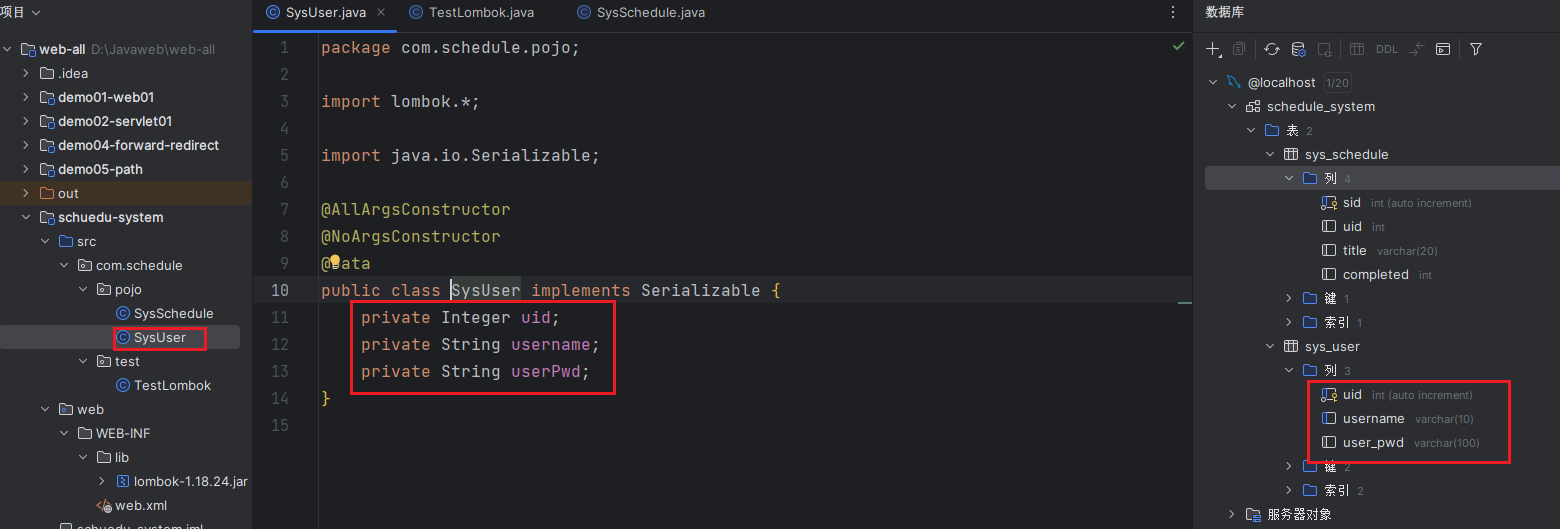 项目
web-all D:\Javaweb\web-all
.idea
demo01-web01
demo02-servlet01
demo04-forward-redirect
demo05-path
out
schuedu-system
src
com.schedule
pojo
SysSchedule
SysUser
test
TestLombok
web
WEB-INF
lib
lombok-1.18.24.jar
web.xml
schuedu-system.iml
SysUser.java
TestLombok.java
SysSchedule.java
1 package com.schedule.pojo;
2
3 import lombok.*;
4
5 import java.io.Serializable;
6
7 @AllArgsConstructor
8 @NoArgsConstructor
9 @ ata
10 public class SysUser implements Serializable {
11 private Integer uid;
12 private String username;
13 private String userPwd;
14 }
15
数据库
DDL
@localhost 1/20
schedule_system
表 2
sys_schedule
列 4
sid int (auto increment)
uid int
title varchar(20)
completed int
键 1
索引 1
sys_user
列 3
uid int (auto increment)
username varchar(10)
user_pwd varchar(100)
键 2
索引 2
服务器对象